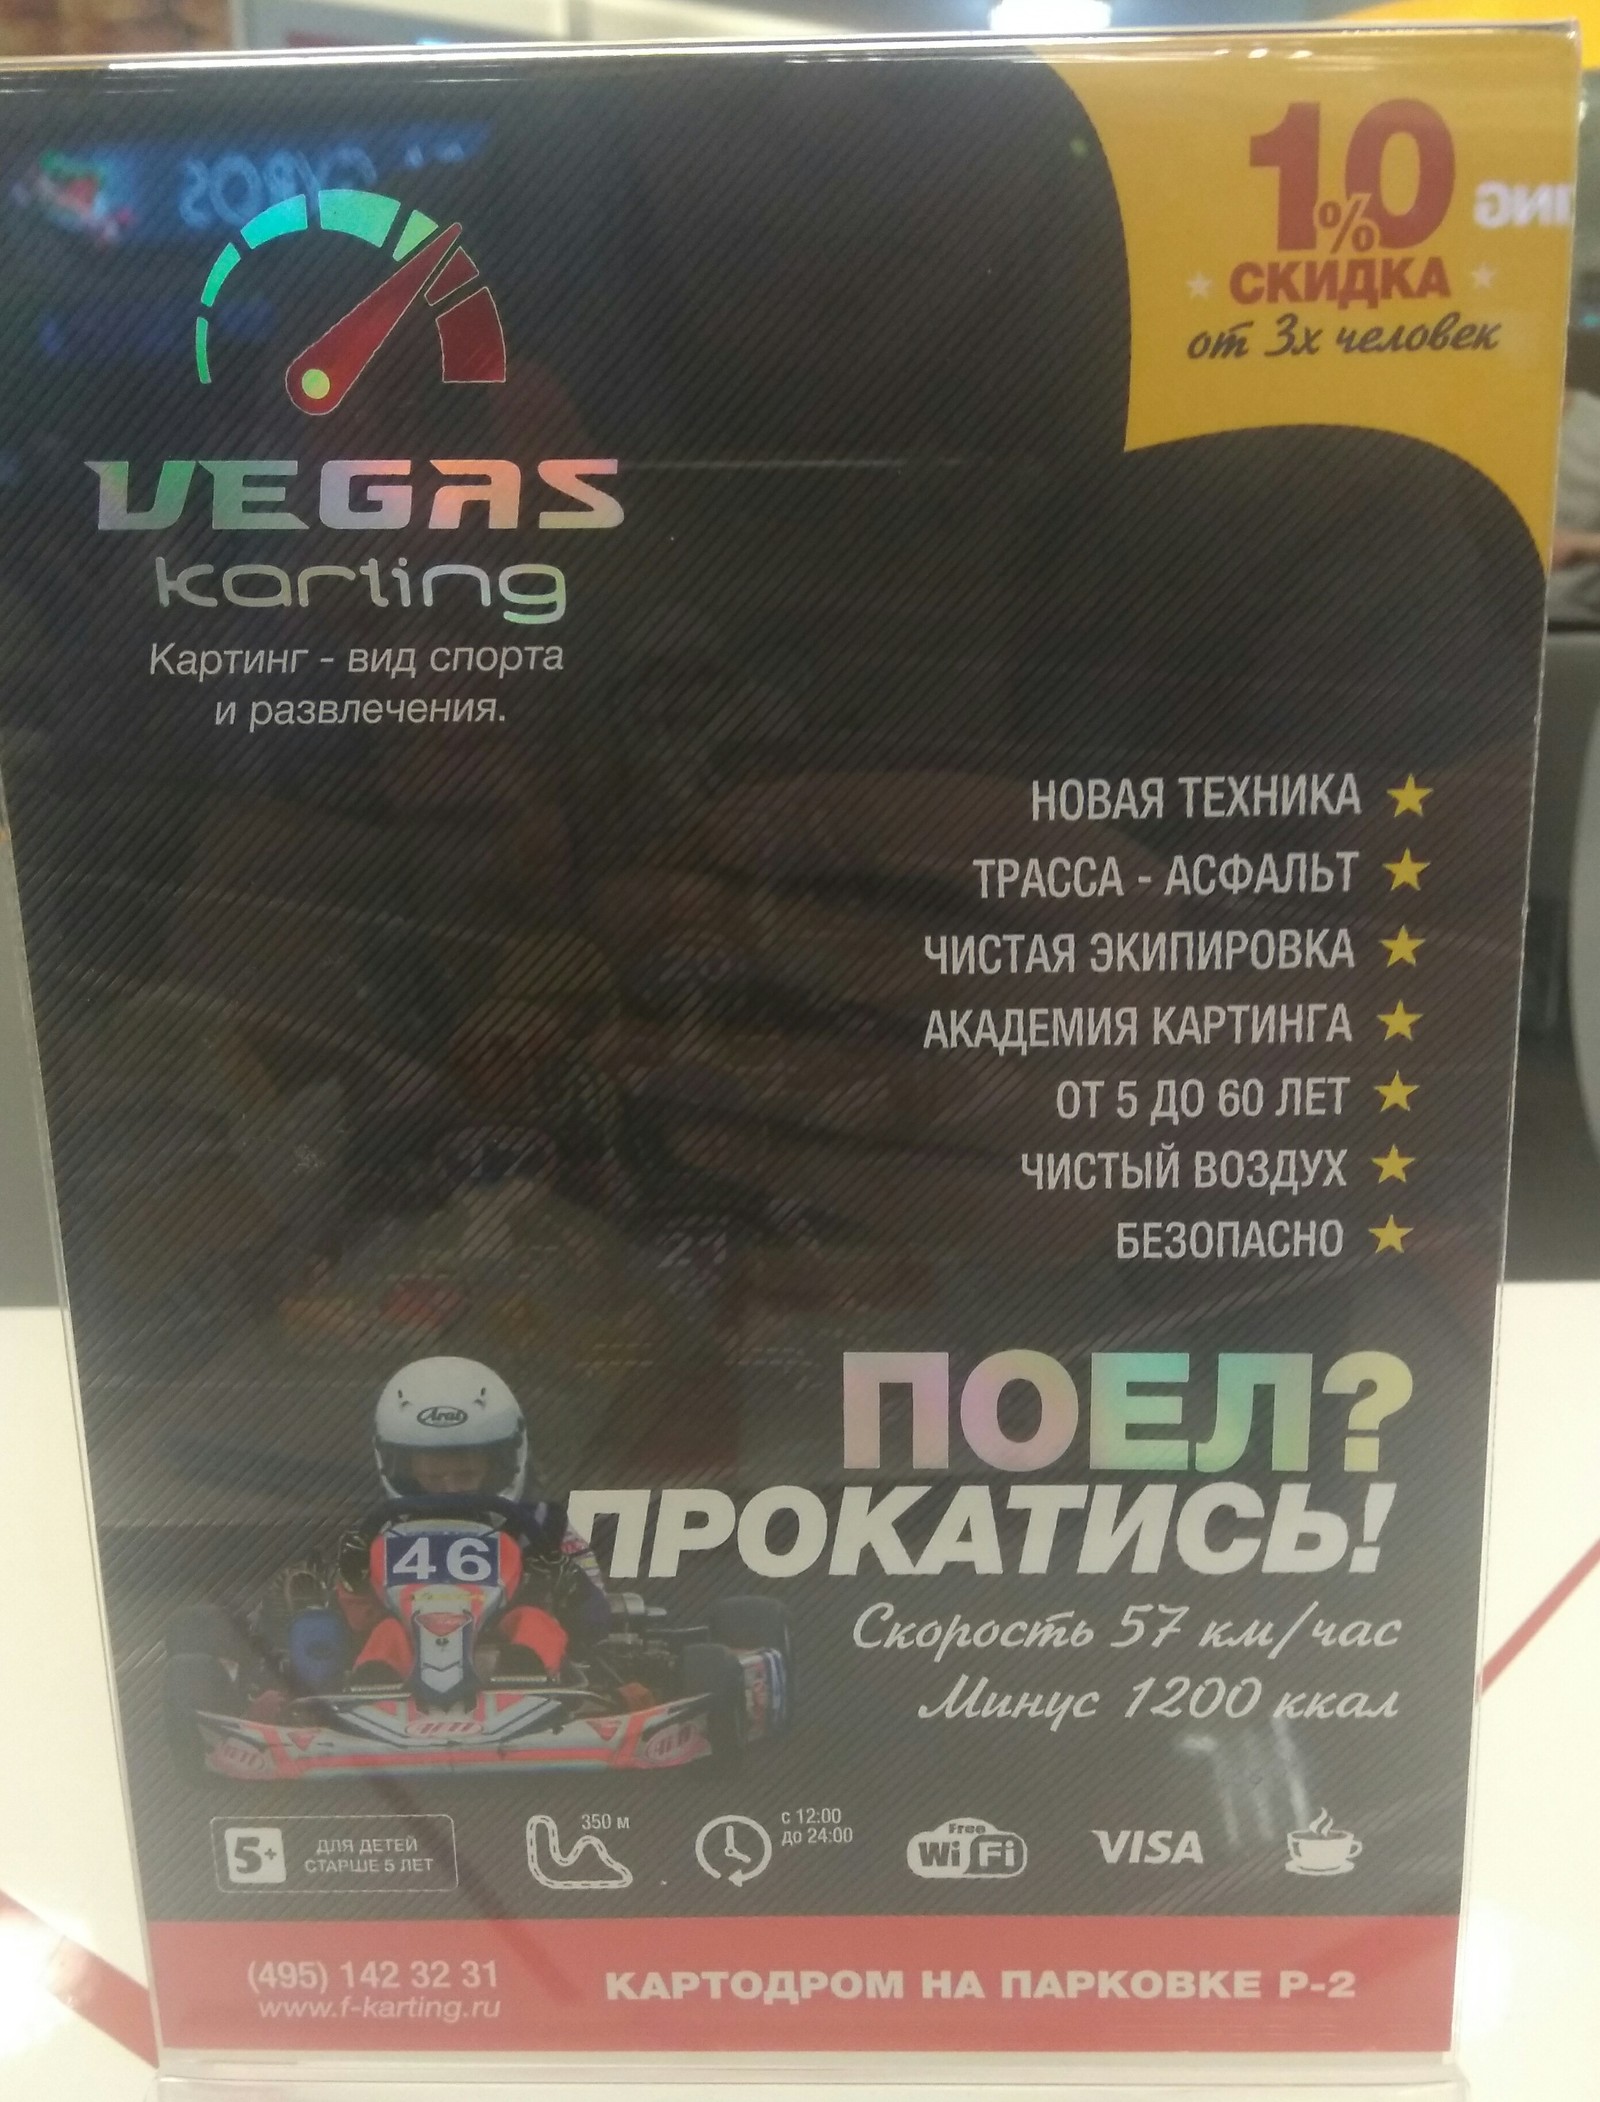 10%
СКИДКА
от 3х человек
VEGAS
karting
Картинг - вид спорта
и развлечения.
НОВАЯ ТЕХНИКА
ТРАССА - АСФАЛЬТ
ЧИСТАЯ ЭКИПИРОВКА
АКАДЕМИЯ КАРТИНГА
ОТ 5 ДО 60 ЛЕТ
ЧИСТЫЙ ВОЗДУХ
БЕЗОПАСНО
ПОЕЛ?
ПРОКАТИСЬ!
Скорость 57 км/час
Минус 1200 ккал
Arai
46
5+
ДЛЯ ДЕТЕЙ
СТАРШЕ 5 ЛЕТ
350 м
с 12:00
до 24:00
Free
Wi Fi
VISA
(495) 142 32 31
www.f-karting.ru
КАРТОДРОМ НА ПАРКОВКЕ Р-2